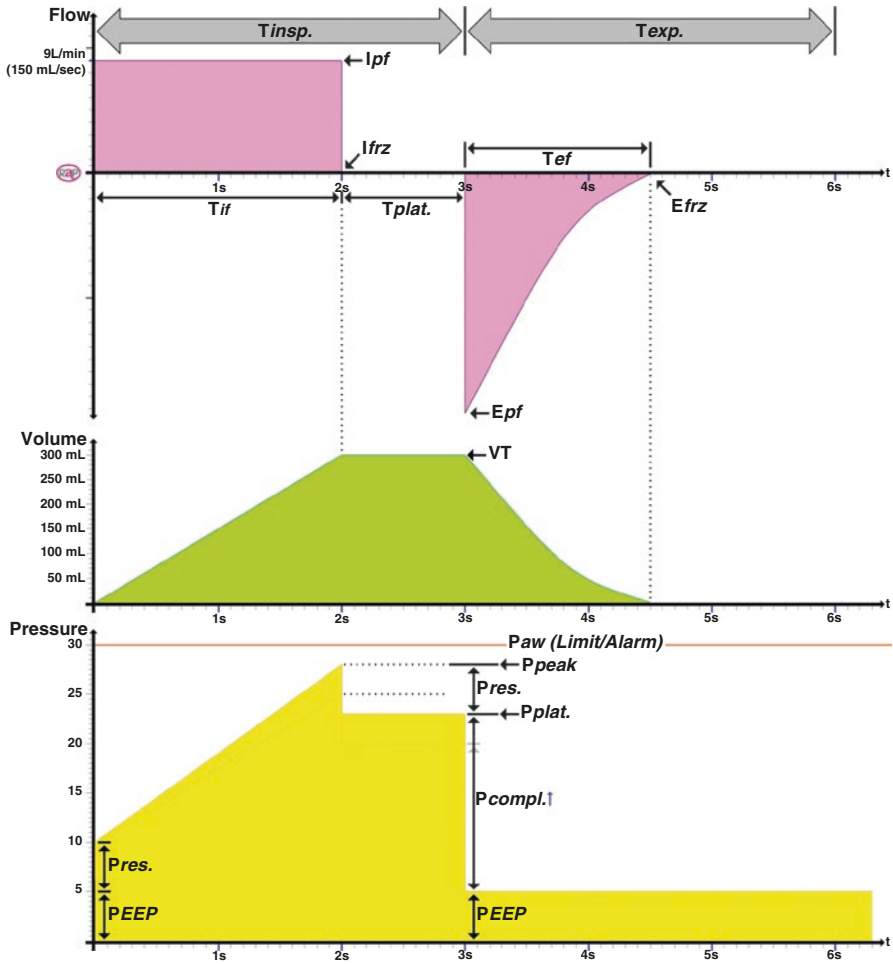 Flow
Tinsp.
Texp.
9L/min
(150 mL/sec)
Ipf
Ifrz
Tef
t
1s
2s
3s
4s
5s
6s
Tif
Tplat.
Efrz
Epf
Volume
300 mL
VT
250 mL
200 mL
150 mL
100 mL
50 mL
t
1s
2s
3s
4s
5s
6s
Pressure
30
Paw (Limit/Alarm)
Ppeak
25
Pres.
Pplat.
20
15
Pcompl.↑
10
Pres.
5
PEEP
PEEP
t
1s
2s
3s
4s
5s
6s